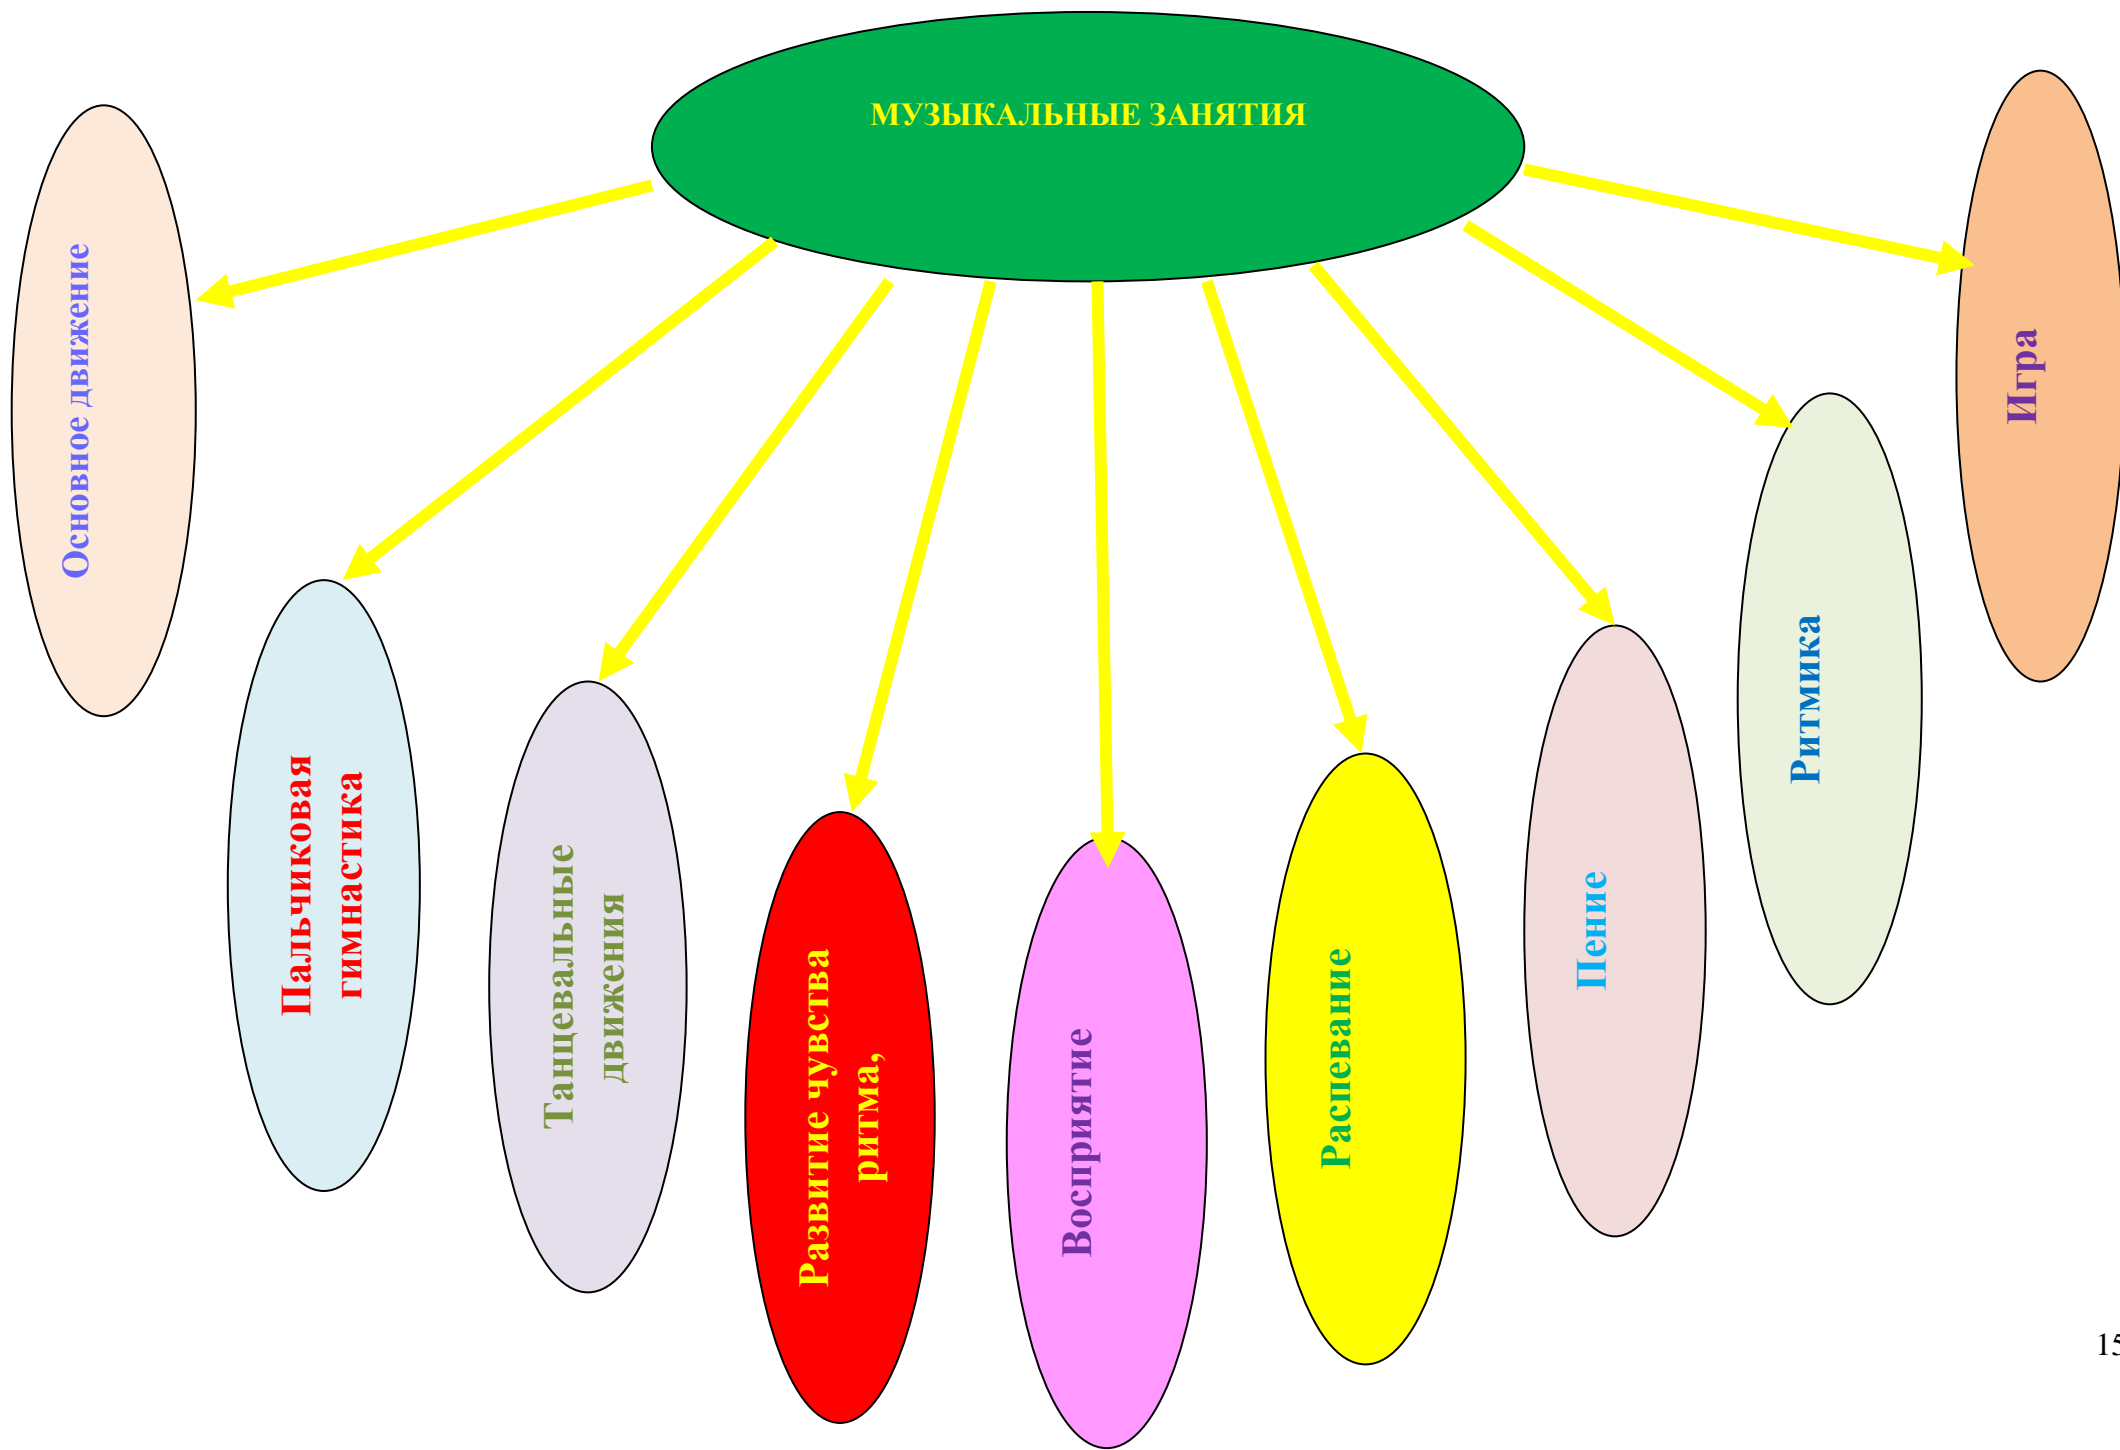 МУЗЫКАЛЬНЫЕ ЗАНЯТИЯ
Основное движение
Пальчиковая
гимнастика
Танцевальные
движения
Развитие чувства
ритма,
Восприятие
Распевание
Пение
Ритмика
Игра
15